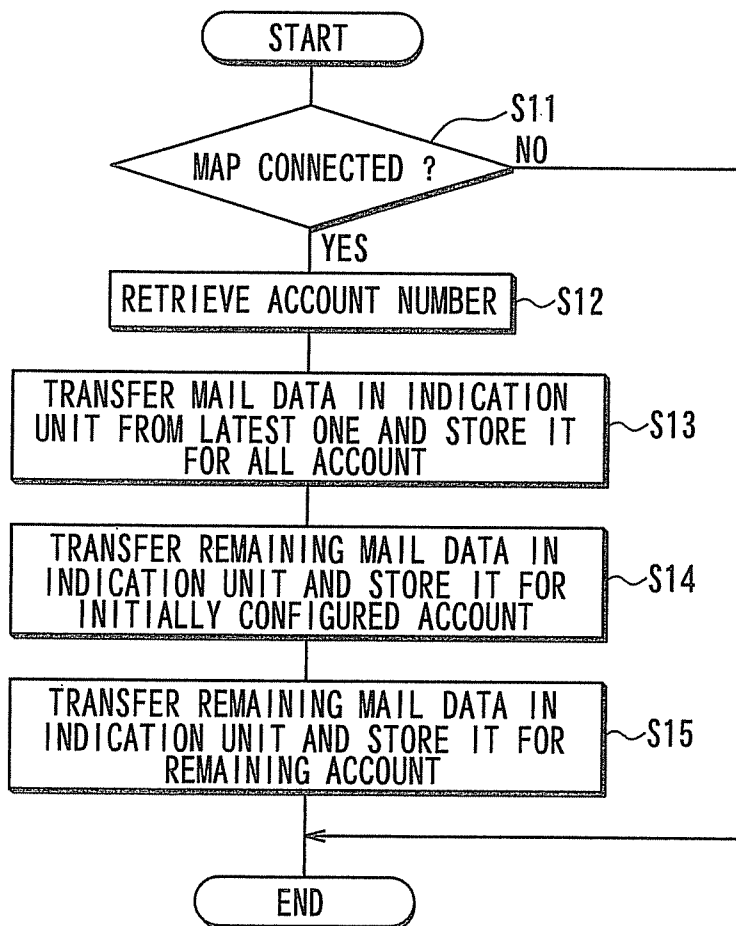 START
S11
MAP CONNECTED ?
NO
YES
RETRIEVE ACCOUNT NUMBER
S12
TRANSFER MAIL DATA IN INDICATION
UNIT FROM LATEST ONE AND STORE IT
FOR ALL ACCOUNT
S13
TRANSFER REMAINING MAIL DATA IN
INDICATION UNIT AND STORE IT FOR
INITIALLY CONFIGURED ACCOUNT
S14
TRANSFER REMAINING MAIL DATA IN
INDICATION UNIT AND STORE IT FOR
REMAINING ACCOUNT
S15
END